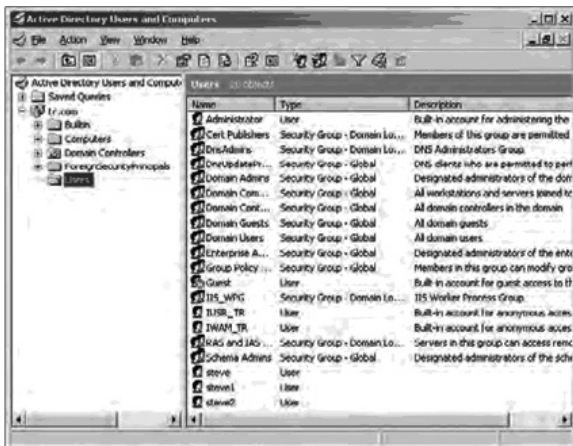 Active Directory Users and Computers
File Action View Window Help
Active Directory Users and Comput
Saved Queries
tr.com
Builtin
Computers
Domain Controllers
ForeignSecurityPrincipals
Users
Users 20 objects
Name Type Description
Administrator User Built-in account for administering the
Cert Publishers Security Group - Domain Lo... Members of this group are permitted
DnsAdmins Security Group - Domain Lo... DNS Administrators Group
DnsUpdatePr... Security Group - Global DNS clients who are permitted to perf
Domain Admins Security Group - Global Designated administrators of the dom
Domain Com... Security Group - Global All workstations and servers joined to
Domain Cont... Security Group - Global All domain controllers in the domain
Domain Guests Security Group - Global All domain guests
Domain Users Security Group - Global All domain users
Enterprise A... Security Group - Global Designated administrators of the ente
Group Policy ... Security Group - Global Members in this group can modify gro
Guest User Built-in account for guest access to th
IIS_WPG Security Group - Domain Lo... IIS Worker Process Group
IUSR_TR User Built-in account for anonymous acces
IWAM_TR User Built-in account for anonymous acces
RAS and IAS ... Security Group - Domain Lo... Servers in this group can access remo
Schema Admins Security Group - Global Designated administrators of the sche
steve User
steve1 User
steve2 User